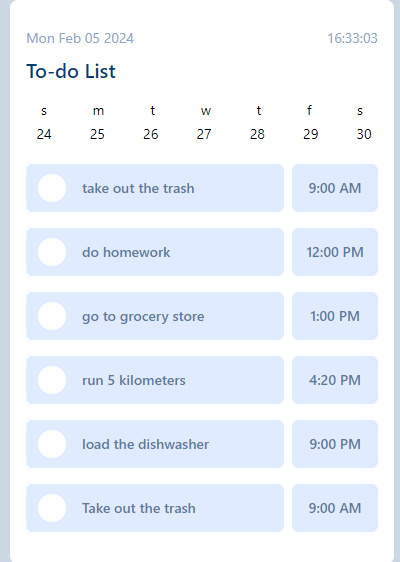 Mon Feb 05 2024 16:33:03
To-do List
s m t w t f s
24 25 26 27 28 29 30
take out the trash 9:00 AM
do homework 12:00 PM
go to grocery store 1:00 PM
run 5 kilometers 4:20 PM
load the dishwasher 9:00 PM
Take out the trash 9:00 AM